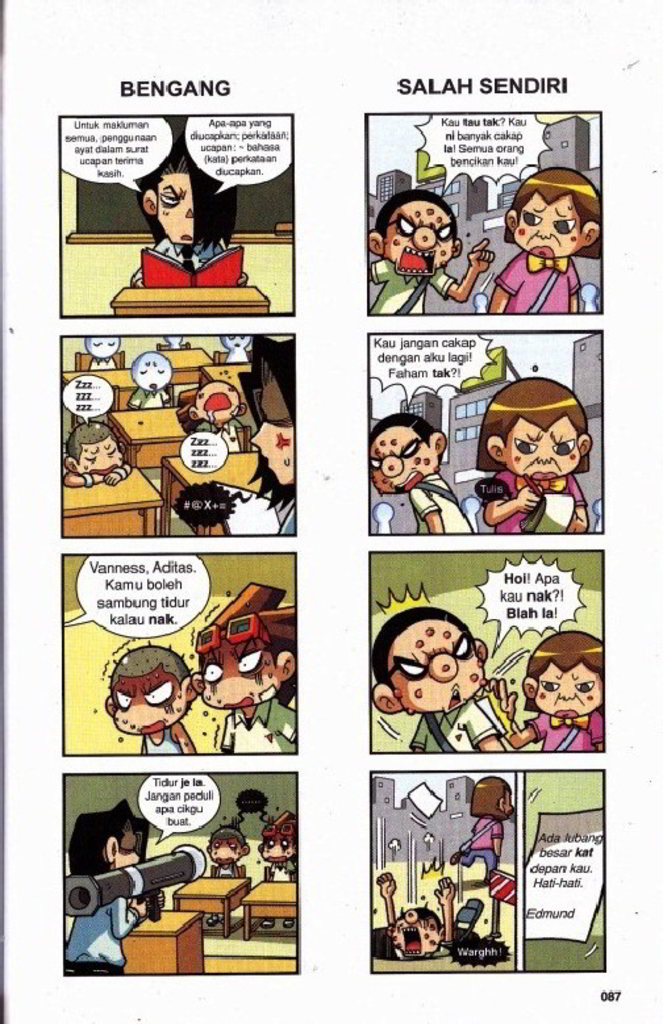 BENGANG
Untuk makluman
semua, penggunaan
ayat dalam surat
ucapan terima
kasih.
Apa-apa yang
diucapkan; perkataan;
ucapan: ~ bahasa
(kata) perkataan
diucapkan.
Zzz...
zzz...
zzz...
Zzz...
zzz...
zzz...
#@X+=
Vanness, Aditas.
Kamu boleh
sambung tidur
kalau nak.
Tidur je la.
Jangan peduli
apa cikgu
buat.
........
SALAH SENDIRI
Kau tau tak? Kau
ni banyak cakap
la! Semua orang
bencikan kau!
Kau jangan cakap
dengan aku lagi!
Faham tak?!
Tulis
Hoi! Apa
kau nak?!
Blah la!
Warghh!
Ada lubang
besar kat
depan kau.
Hati-hati.
Edmund
087